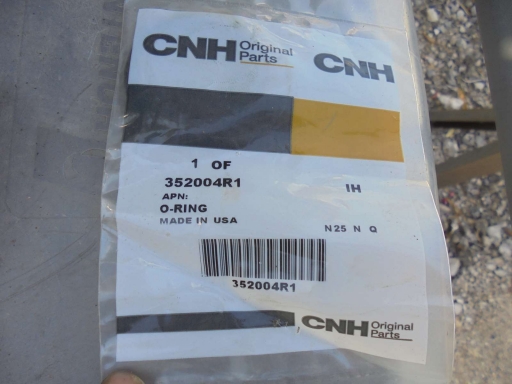 CNH Original Parts CNH
1 OF
352004R1 IH
APN:
O-RING
MADE IN USA N25 N Q
352004R1
CNH Original Parts